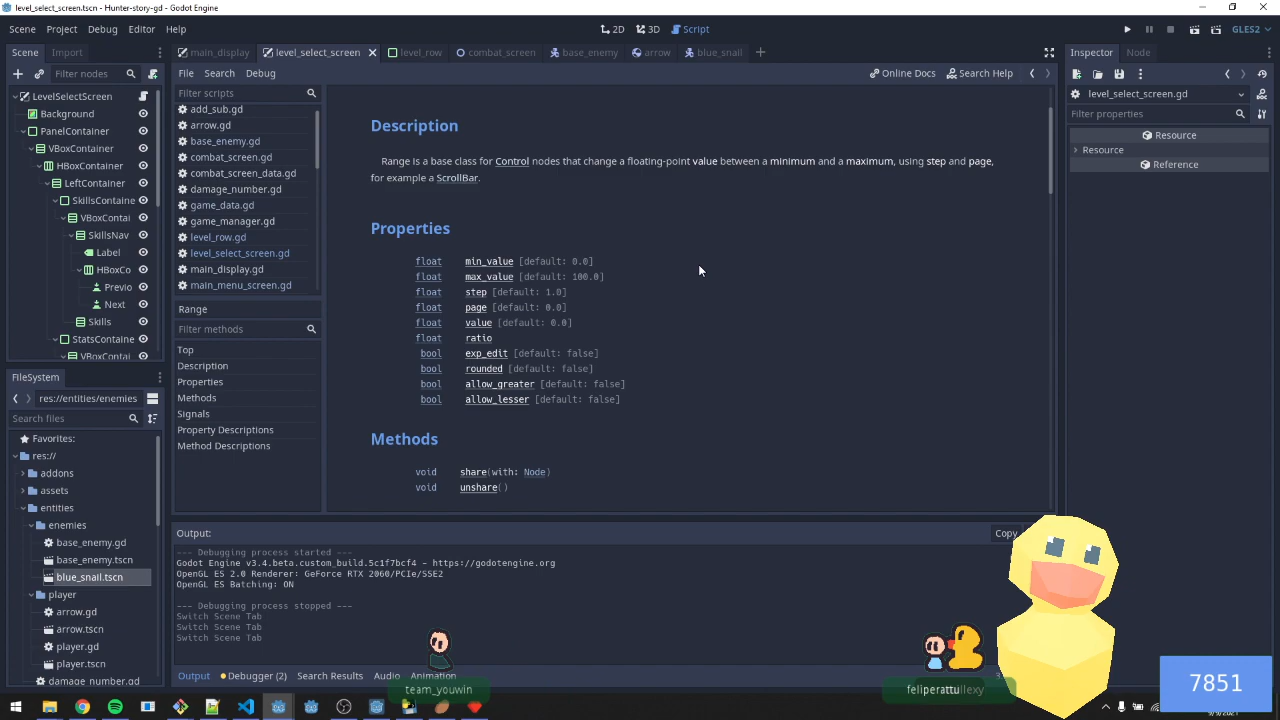 level_select_screen.tscn - Hunter-story-gd - Godot Engine
Scene Project Debug Editor Help
2D 3D Script
GLES2
Scene Import
main_display level_select_screen level_row combat_screen base_enemy arrow blue_snail
Inspector Node
Filter nodes
File Search Debug
Online Docs Search Help
Filter scripts
level_select_screen.gd
Filter properties
Resource
Resource
Reference
LevelSelectScreen
Background
PanelContainer
VBoxContainer
HBoxContainer
LeftContainer
SkillsContaine
VBoxContai
SkillsNav
Label
HBoxCo
Previo
Next
Skills
StatsContaine
VBoxContai
add_sub.gd
arrow.gd
base_enemy.gd
combat_screen.gd
combat_screen_data.gd
damage_number.gd
game_data.gd
game_manager.gd
level_row.gd
level_select_screen.gd
main_display.gd
main_menu_screen.gd
Range
Filter methods
Top
Description
Properties
Methods
Signals
Property Descriptions
Method Descriptions
Description
Range is a base class for Control nodes that change a floating-point value between a minimum and a maximum, using step and page,
for example a ScrollBar.
Properties
float min_value [default: 0.0]
float max_value [default: 100.0]
float step [default: 1.0]
float page [default: 0.0]
float value [default: 0.0]
float ratio
bool exp_edit [default: false]
bool rounded [default: false]
bool allow_greater [default: false]
bool allow_lesser [default: false]
Methods
void share(with: Node)
void unshare()
FileSystem
res://entities/enemies
Search files
Favorites:
res://
addons
assets
entities
enemies
base_enemy.gd
base_enemy.tscn
blue_snail.tscn
player
arrow.gd
arrow.tscn
player.gd
player.tscn
damage_number.gd
Output:
Copy
--- Debugging process started ---
Godot Engine v3.4.beta.custom_build.5c1f7bcf4 - https://godotengine.org
OpenGL ES 2.0 Renderer: GeForce RTX 2060/PCIe/SSE2
OpenGL ES Batching: ON
--- Debugging process stopped ---
Switch Scene Tab
Switch Scene Tab
Switch Scene Tab
Output Debugger (2) Search Results Audio Animation
team_youwin
feliperattu
7851